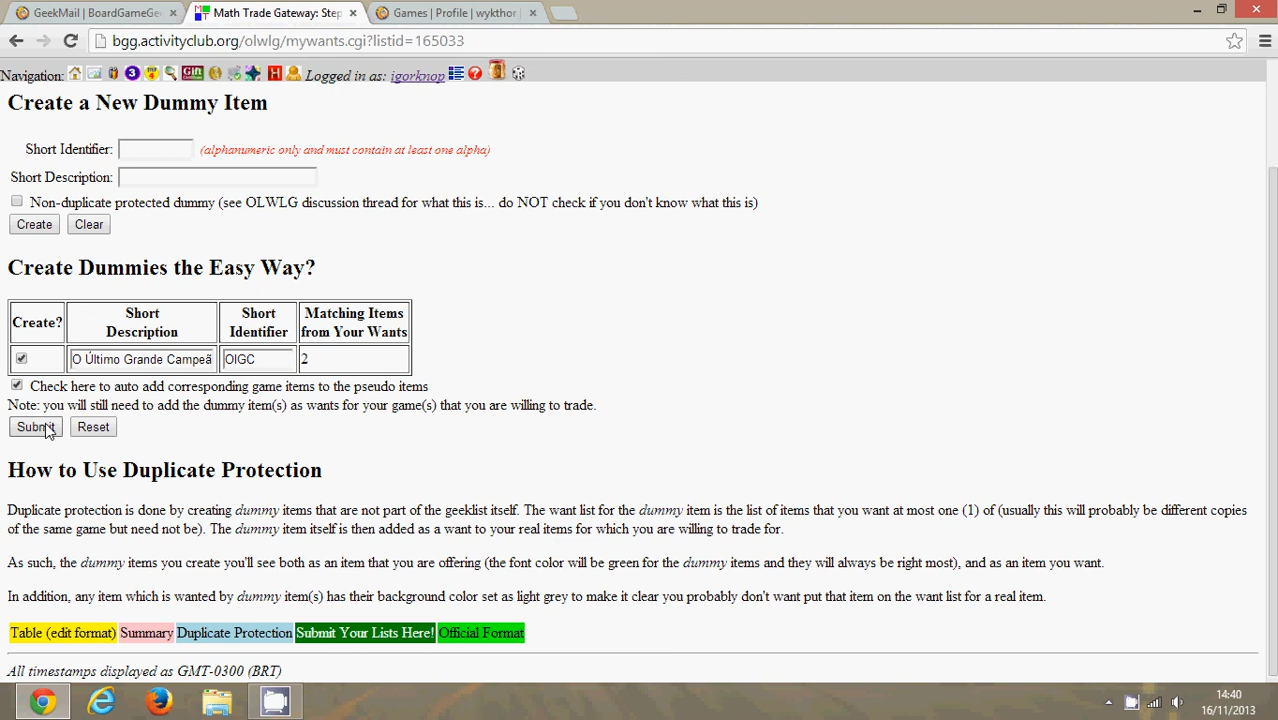 GeekMail | BoardGameGe
Math Trade Gateway: Step
Games | Profile | wykthor
bgg.activityclub.org/olwlg/mywants.cgi?listid=165033
Navigation: Logged in as: igorknop
Create a New Dummy Item
Short Identifier: (alphanumeric only and must contain at least one alpha)
Short Description:
Non-duplicate protected dummy (see OLWLG discussion thread for what this is... do NOT check if you don't know what this is)
Create Clear
Create Dummies the Easy Way?
Create? Short Description Short Identifier Matching Items from Your Wants
O Último Grande Campeã OIGC 2
Check here to auto add corresponding game items to the pseudo items
Note: you will still need to add the dummy item(s) as wants for your game(s) that you are willing to trade.
Submit Reset
How to Use Duplicate Protection
Duplicate protection is done by creating dummy items that are not part of the geeklist itself. The want list for the dummy item is the list of items that you want at most one (1) of (usually this will probably be different copies
of the same game but need not be). The dummy item itself is then added as a want to your real items for which you are willing to trade for.
As such, the dummy items you create you'll see both as an item that you are offering (the font color will be green for the dummy items and they will always be right most), and as an item you want.
In addition, any item which is wanted by dummy item(s) has their background color set as light grey to make it clear you probably don't want put that item on the want list for a real item.
Table (edit format) Summary Duplicate Protection Submit Your Lists Here! Official Format
All timestamps displayed as GMT-0300 (BRT)
14:40
16/11/2013